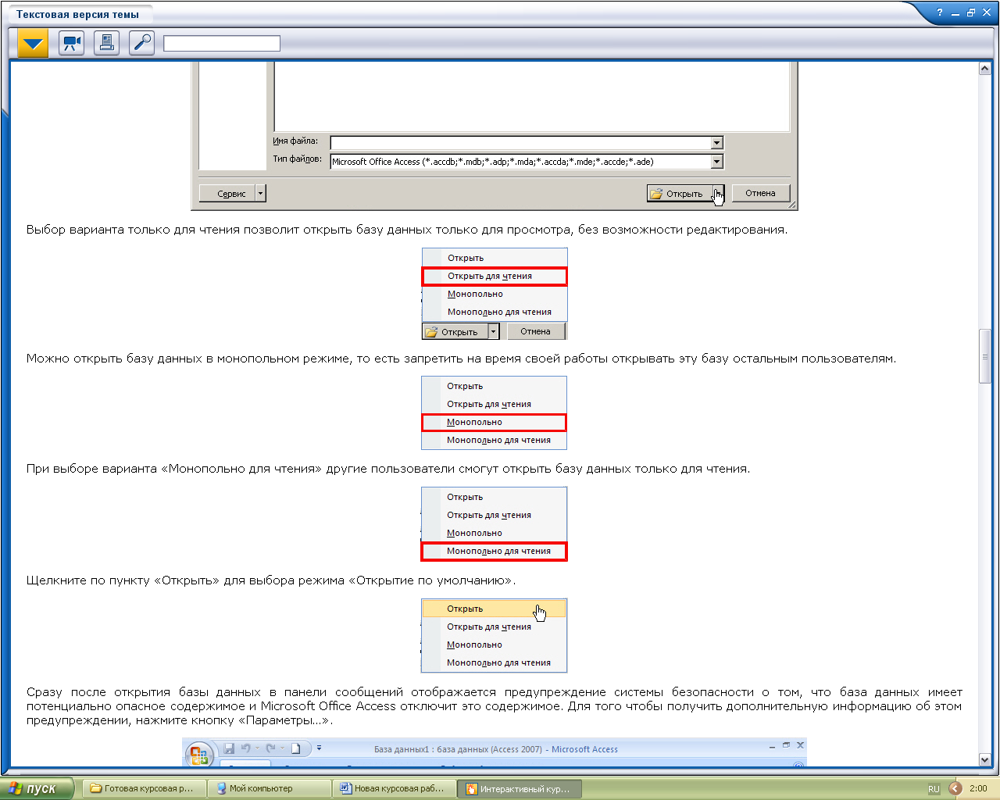 Текстовая версия темы
?
Имя файла:
Тип файлов: Microsoft Office Access (*.accdb;*.mdb;*.adp;*.mda;*.accda;*.mde;*.accde;*.ade)
Сервис Открыть Отмена
Выбор варианта только для чтения позволит открыть базу данных только для просмотра, без возможности редактирования.
Открыть
Открыть для чтения
Монопольно
Монопольно для чтения
Открыть Отмена
Можно открыть базу данных в монопольном режиме, то есть запретить на время своей работы открывать эту базу остальным пользователям.
Открыть
Открыть для чтения
Монопольно
Монопольно для чтения
При выборе варианта «Монопольно для чтения» другие пользователи смогут открыть базу данных только для чтения.
Открыть
Открыть для чтения
Монопольно
Монопольно для чтения
Щелкните по пункту «Открыть» для выбора режима «Открытие по умолчанию».
Открыть
Открыть для чтения
Монопольно
Монопольно для чтения
Сразу после открытия базы данных в панели сообщений отображается предупреждение системы безопасности о том, что база данных имеет
потенциально опасное содержимое и Microsoft Office Access отключит это содержимое. Для того чтобы получить дополнительную информацию об этом
предупреждении, нажмите кнопку «Параметры...».
База данных1 : база данных (Access 2007) - Microsoft Access
пуск Готовая курсовая р... Мой компьютер Новая курсовая раб... Интерактивный кур... RU 2:00